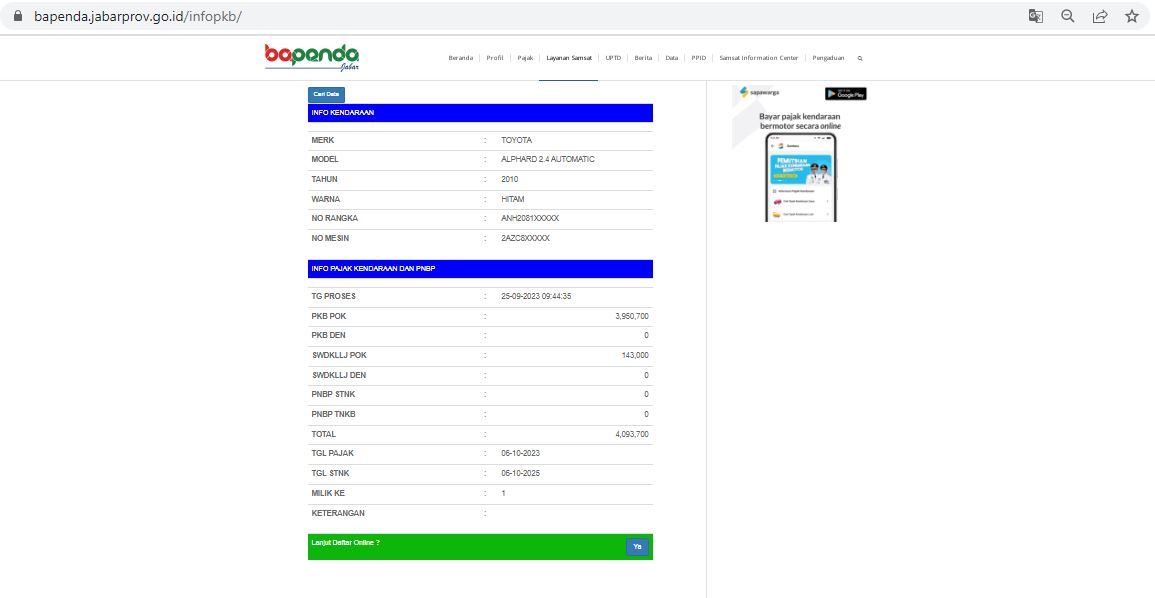 bapenda.jabarprov.go.id/infopkb/
bapenda
Jabar
Beranda Profil Pajak Layanan Samsat UPTD Berita Data PPID Samsat Information Center Pengaduan
Cari Data
INFO KENDARAAN
MERK : TOYOTA
MODEL : ALPHARD 2.4 AUTOMATIC
TAHUN : 2010
WARNA : HITAM
NO RANGKA : ANH2081XXXXX
NO MESIN : 2AZC8XXXXX
INFO PAJAK KENDARAAN DAN PNBP
TG PROSES : 25-09-2023 09:44:35
PKB POK : 3,950,700
PKB DEN : 0
SWDKLLJ POK : 143,000
SWDKLLJ DEN : 0
PNBP STNK : 0
PNBP TNKB : 0
TOTAL : 4,093,700
TGL PAJAK : 06-10-2023
TGL STNK : 06-10-2025
MILIK KE : 1
KETERANGAN :
Lanjut Daftar Online ? Ya
sapawarga
Google Play
Bayar pajak kendaraan
bermotor secara online
PEMUTIHAN
PAJAK KENDARAAN
BERMOTOR